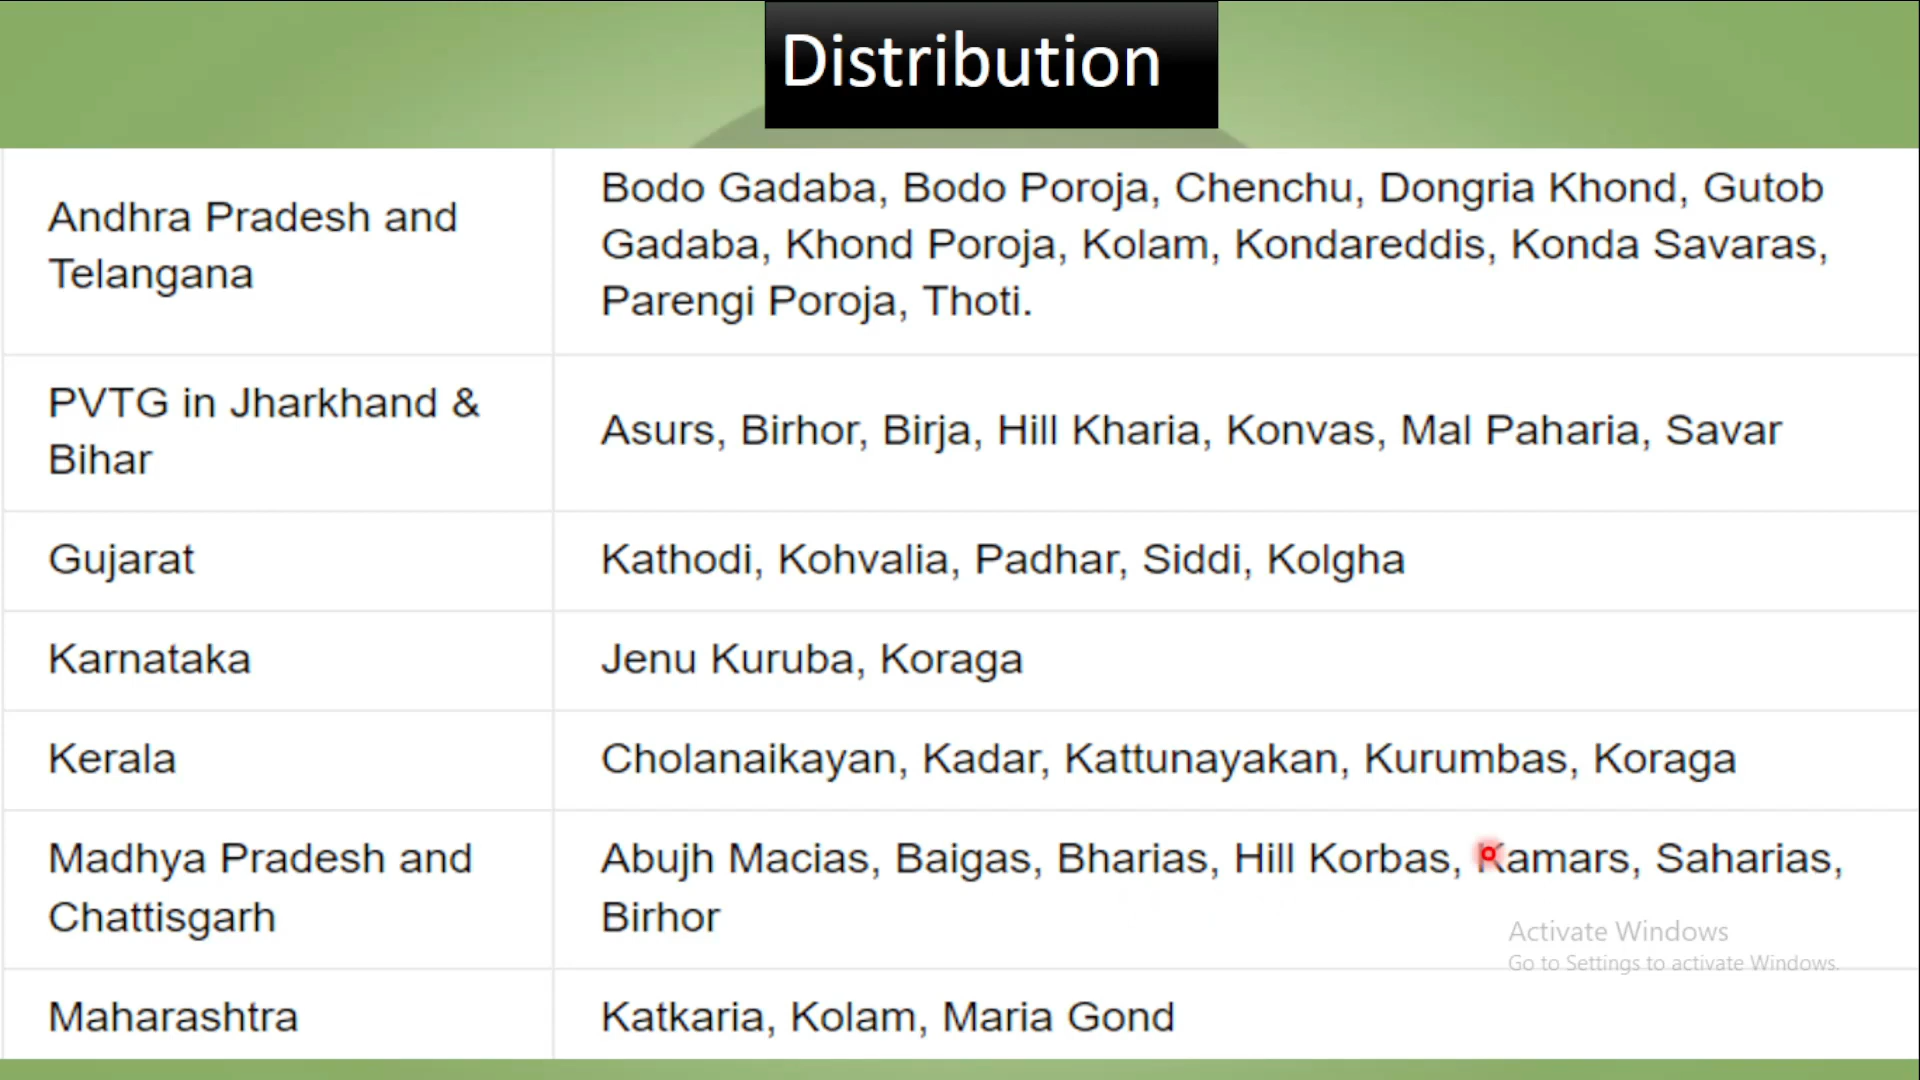 Distribution
Andhra Pradesh and
Telangana
Bodo Gadaba, Bodo Poroja, Chenchu, Dongria Khond, Gutob
Gadaba, Khond Poroja, Kolam, Kondareddis, Konda Savaras,
Parengi Poroja, Thoti.
PVTG in Jharkhand &
Bihar
Asurs, Birhor, Birja, Hill Kharia, Konvas, Mal Paharia, Savar
Gujarat
Kathodi, Kohvalia, Padhar, Siddi, Kolgha
Karnataka
Jenu Kuruba, Koraga
Kerala
Cholanaikayan, Kadar, Kattunayakan, Kurumbas, Koraga
Madhya Pradesh and
Chattisgarh
Abujh Macias, Baigas, Bharias, Hill Korbas, Kamars, Saharias,
Birhor
Maharashtra
Katkaria, Kolam, Maria Gond
Activate Windows
Go to Settings to activate Windows.